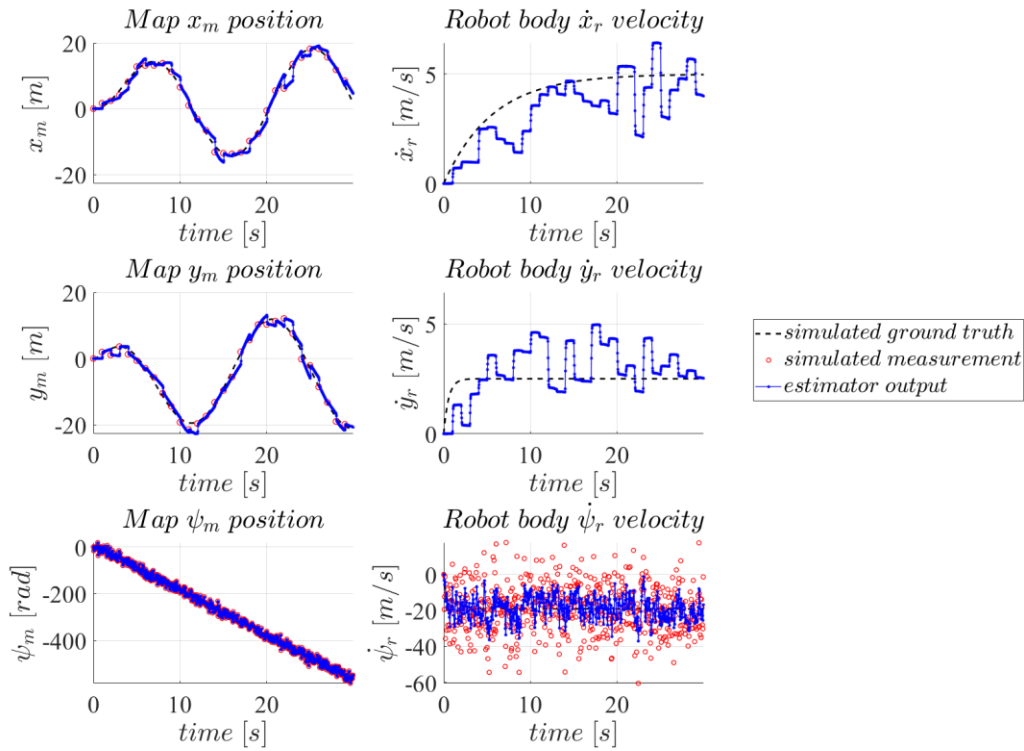 Map x_m position
Robot body ẋ_r velocity
x_m [m]
20
0
-20
0
10
20
time [s]
ẋ_r [m/s]
5
0
0
10
20
time [s]
Map y_m position
Robot body ẏ_r velocity
y_m [m]
20
0
-20
0
10
20
time [s]
ẏ_r [m/s]
5
0
0
10
20
time [s]
simulated ground truth
simulated measurement
estimator output
Map ψ_m position
Robot body ψ̇_r velocity
ψ_m [rad]
0
-200
-400
0
10
20
time [s]
ψ̇_r [m/s]
0
-20
-40
-60
0
10
20
time [s]